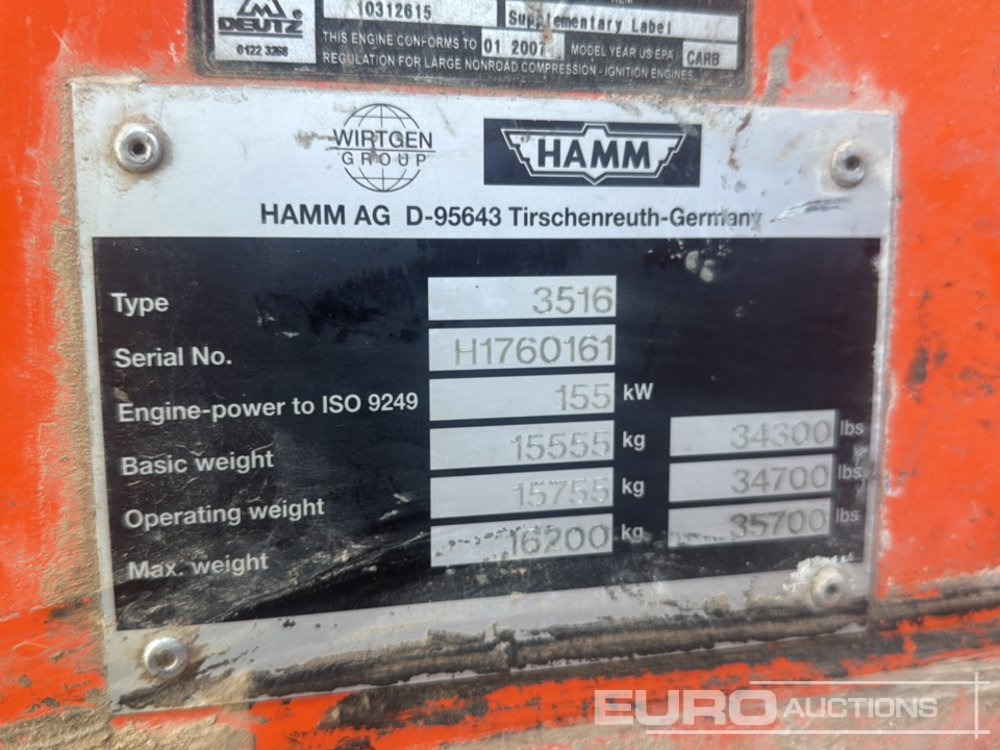 DEUTZ
0122 3268
10312615
Supplementary Label
THIS ENGINE CONFORMS TO 01 2007 MODEL YEAR US EPA / CARB
REGULATION FOR LARGE NONROAD COMPRESSION - IGNITION ENGINES
WIRTGEN
GROUP
HAMM
HAMM AG D-95643 Tirschenreuth-Germany
Type 3516
Serial No. H1760161
Engine-power to ISO 9249 155 kW
Basic weight 15555 kg 34300 lbs
Operating weight 15755 kg 34700 lbs
Max. weight 16200 kg 35700 lbs
EURO AUCTIONS